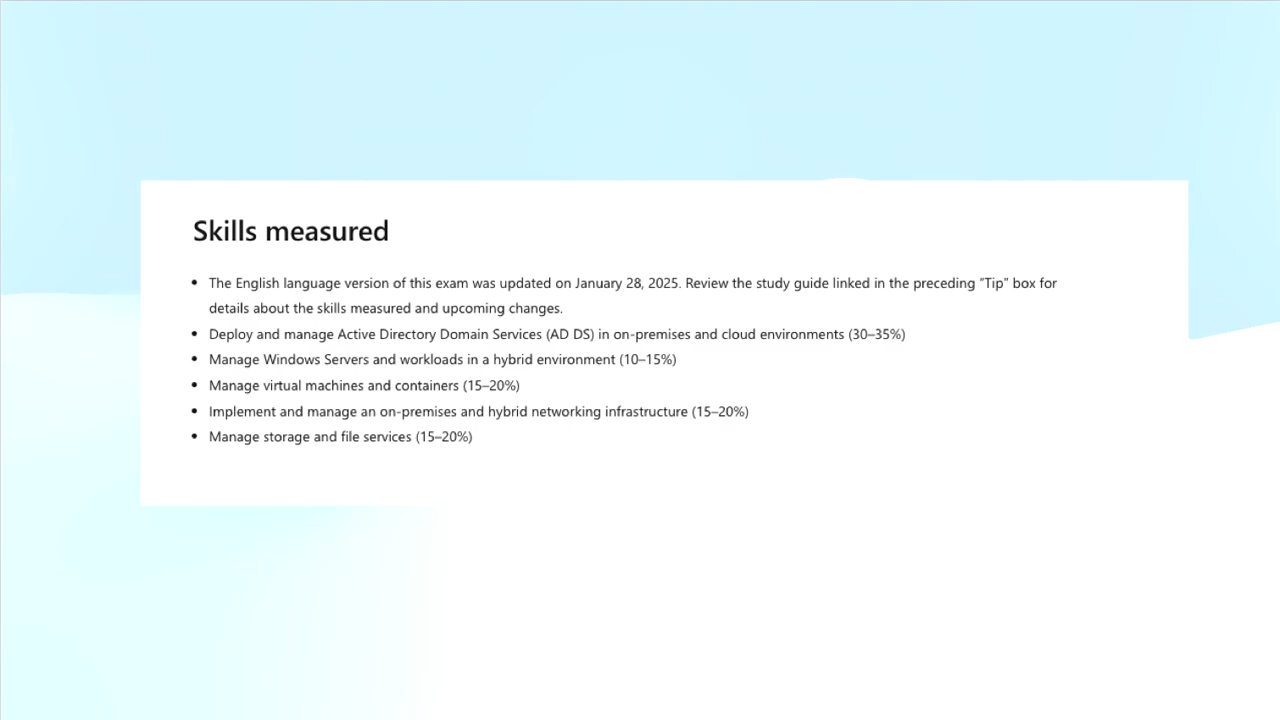 Skills measured
• The English language version of this exam was updated on January 28, 2025. Review the study guide linked in the preceding "Tip" box for
details about the skills measured and upcoming changes.
• Deploy and manage Active Directory Domain Services (AD DS) in on-premises and cloud environments (30–35%)
• Manage Windows Servers and workloads in a hybrid environment (10–15%)
• Manage virtual machines and containers (15–20%)
• Implement and manage an on-premises and hybrid networking infrastructure (15–20%)
• Manage storage and file services (15–20%)